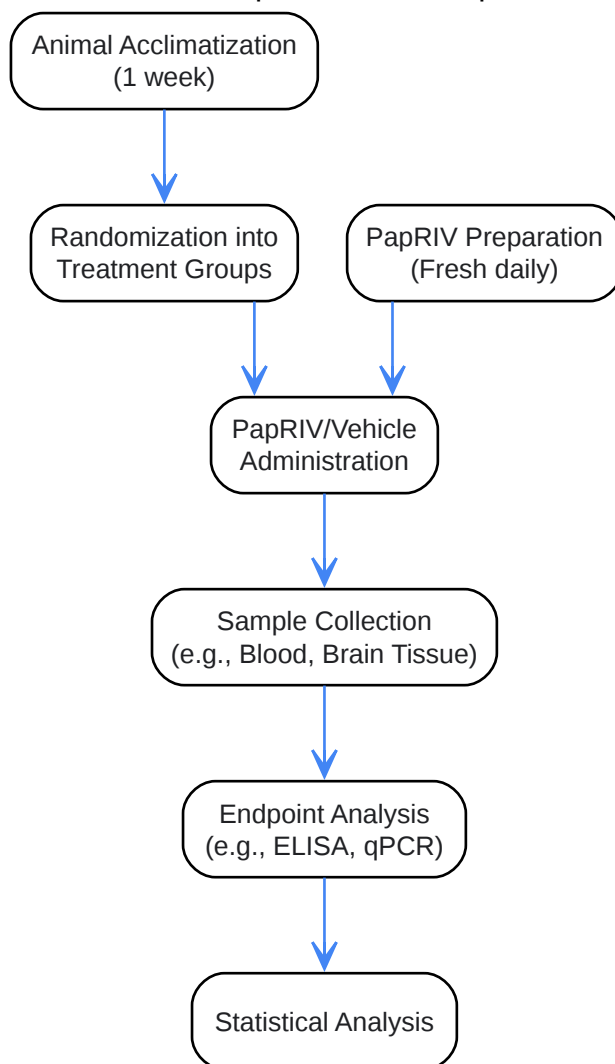 Animal Acclimatization
(1 week)
Randomization into
Treatment Groups
PapRIV Preparation
(Fresh daily)
PapRIV/Vehicle
Administration
Sample Collection
(e.g., Blood, Brain Tissue)
Endpoint Analysis
(e.g., ELISA, qPCR)
Statistical Analysis